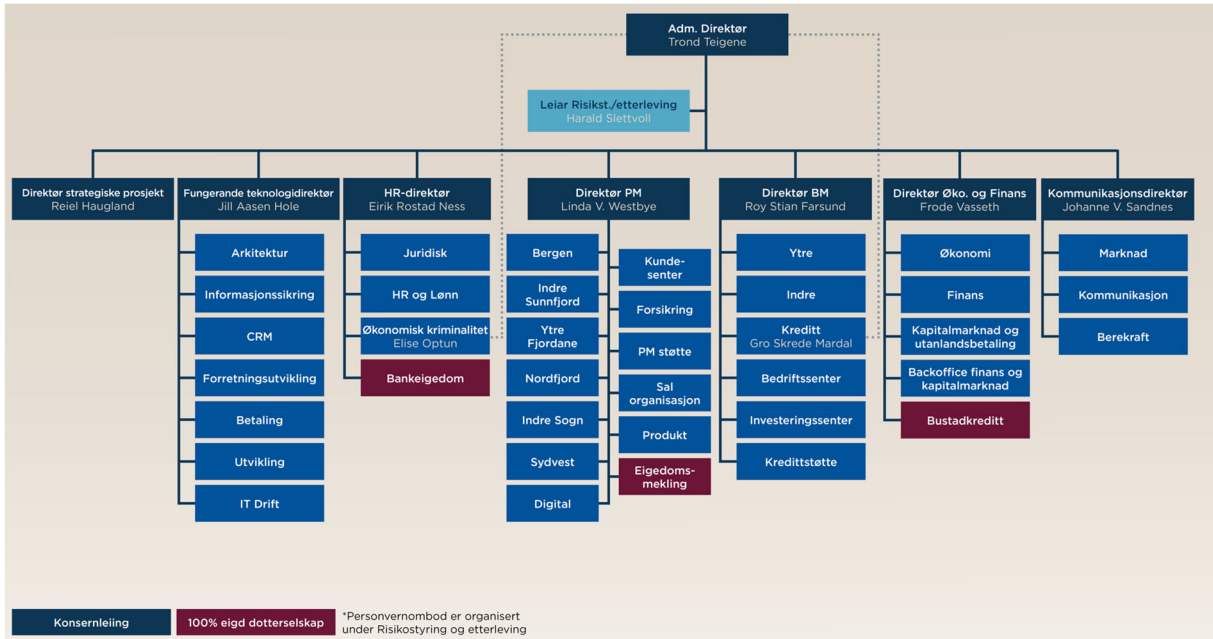 Adm. Direktør
Trond Teigene
Leiar Risikst./etterleving
Harald Slettvoll
Direktør strategiske prosjekt
Reiel Haugland
Fungerande teknologidirektør
Jill Aasen Hole
Arkitektur
Informasjonssikring
CRM
Forretningsutvikling
Betaling
Utvikling
IT Drift
HR-direktør
Eirik Rostad Ness
Juridisk
HR og Lønn
Økonomisk kriminalitet
Elise Optun
Bankeigedom
Direktør PM
Linda V. Westbye
Bergen
Indre
Sunnfjord
Ytre
Fjordane
Nordfjord
Indre Sogn
Sydvest
Digital
Kunde-
senter
Forsikring
PM støtte
Sal
organisasjon
Produkt
Eigedoms-
mekling
Direktør BM
Roy Stian Farsund
Ytre
Indre
Kreditt
Gro Skrede Mardal
Bedriftssenter
Investeringssenter
Kredittstøtte
Direktør Øko. og Finans
Frode Vasseth
Økonomi
Finans
Kapitalmarknad og
utanlandsbetaling
Backoffice finans og
kapitalmarknad
Bustadkreditt
Kommunikasjonsdirektør
Johanne V. Sandnes
Marknad
Kommunikasjon
Berekraft
Konsernleiing
100% eigd dotterselskap
*Personvernombod er organisert
under Risikostyring og etterleving